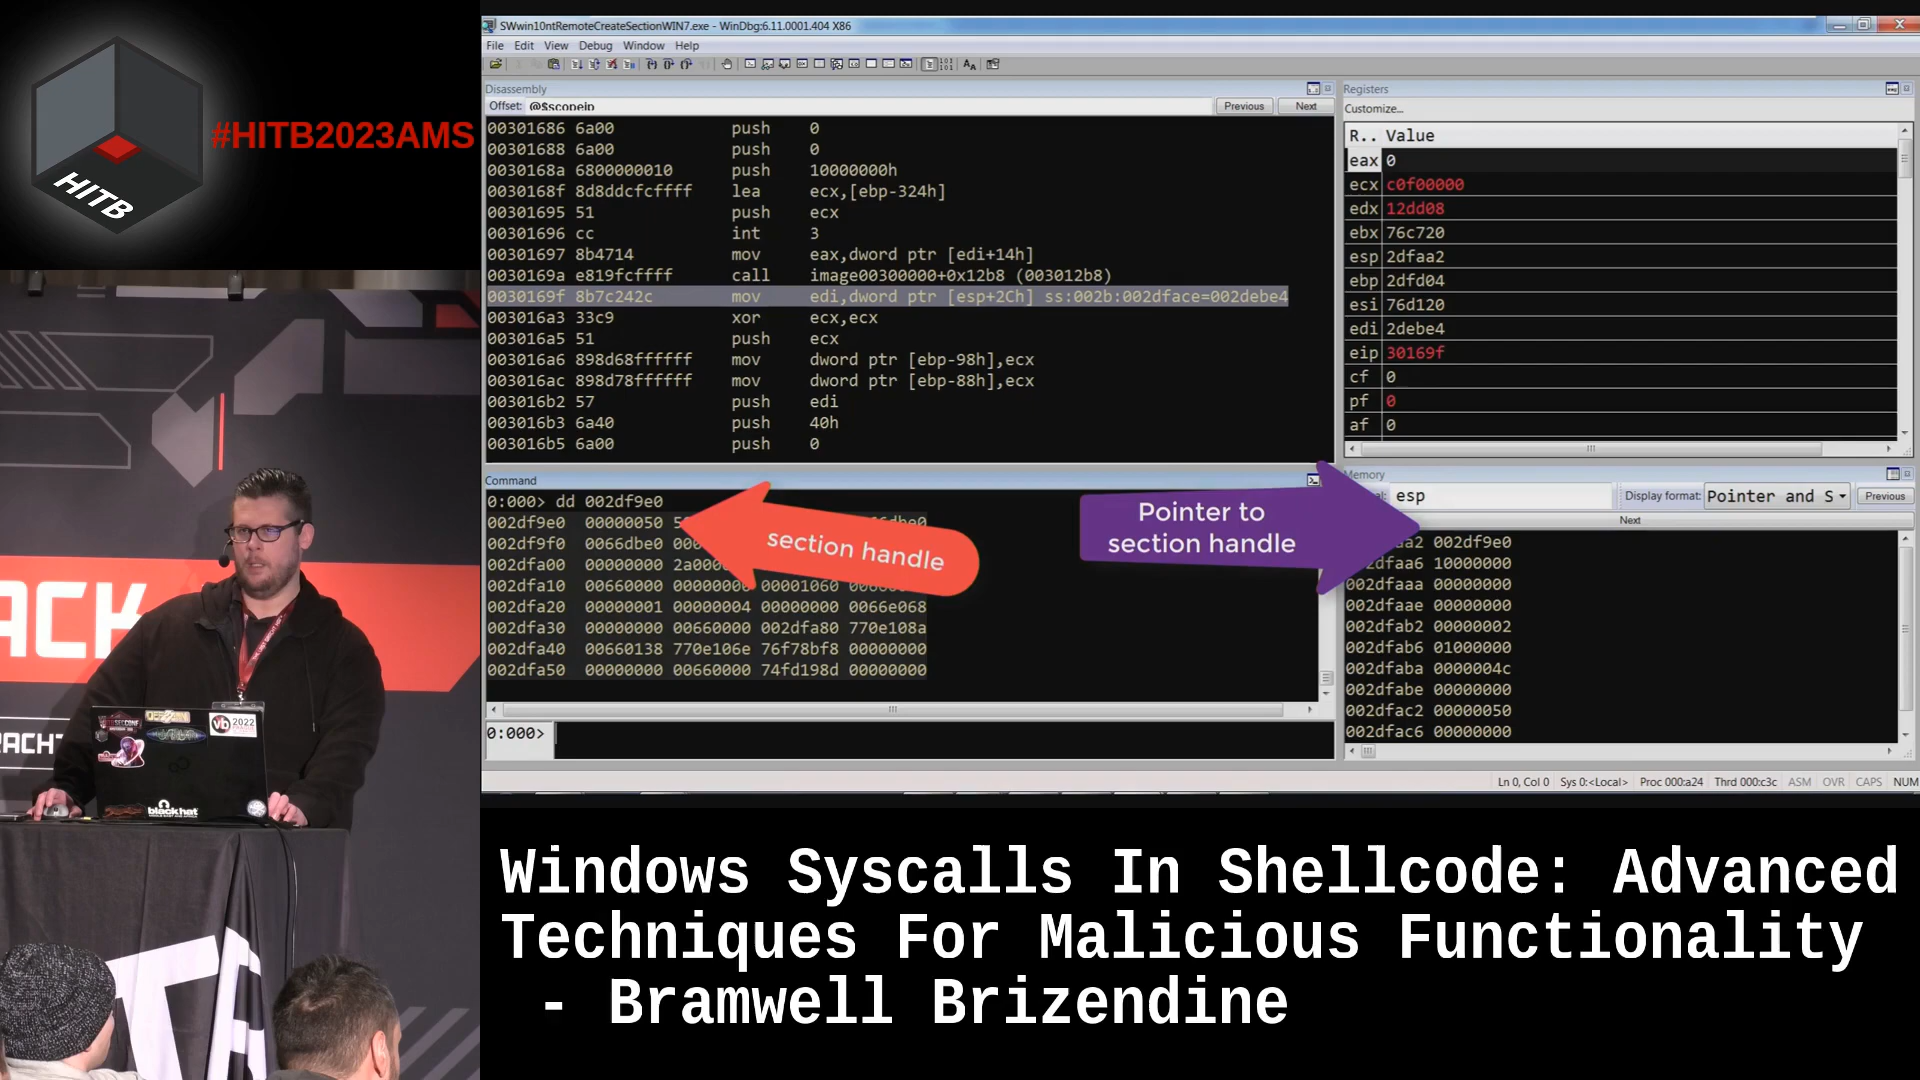 HITB
#HITB2023AMS
SWwin10ntRemoteCreateSectionWIN7.exe - WinDbg:6.11.0001.404 X86
File Edit View Debug Window Help
Disassembly
Offset: @$scopeip Previous Next
00301686 6a00 push 0
00301688 6a00 push 0
0030168a 6800000010 push 10000000h
0030168f 8d8ddcfcffff lea ecx,[ebp-324h]
00301695 51 push ecx
00301696 cc int 3
00301697 8b4714 mov eax,dword ptr [edi+14h]
0030169a e819fcffff call image00300000+0x12b8 (003012b8)
0030169f 8b7c242c mov edi,dword ptr [esp+2Ch] ss:002b:002dface=002debe4
003016a3 33c9 xor ecx,ecx
003016a5 51 push ecx
003016a6 898d68ffffff mov dword ptr [ebp-98h],ecx
003016ac 898d78ffffff mov dword ptr [ebp-88h],ecx
003016b2 57 push edi
003016b3 6a40 push 40h
003016b5 6a00 push 0
Registers
Customize...
R.. Value
eax 0
ecx c0f00000
edx 12dd08
ebx 76c720
esp 2dfaa2
ebp 2dfd04
esi 76d120
edi 2debe4
eip 30169f
cf 0
pf 0
af 0
Command
0:000> dd 002df9e0
002df9e0 00000050
002df9f0 0066dbe0
002dfa00 00000000
002dfa10 00660000 00000000 00001060
002dfa20 00000001 00000004 00000000 0066e068
002dfa30 00000000 00660000 002dfa80 770e108a
002dfa40 00660138 770e106e 76f78bf8 00000000
002dfa50 00000000 00660000 74fd198d 00000000
section handle
Pointer to
section handle
0:000>
Memory
esp Display format: Pointer and S Previous
Next
002df9e0
10000000
002dfaaa 00000000
002dfaae 00000000
002dfab2 00000002
002dfab6 01000000
002dfaba 0000004c
002dfabe 00000000
002dfac2 00000050
002dfac6 00000000
Ln 0, Col 0 Sys 0:<Local> Proc 000:a24 Thrd 000:c3c ASM OVR CAPS NUM
ACK
RACHT
vb 2022
black hat
Windows Syscalls In Shellcode: Advanced
Techniques For Malicious Functionality
- Bramwell Brizendine